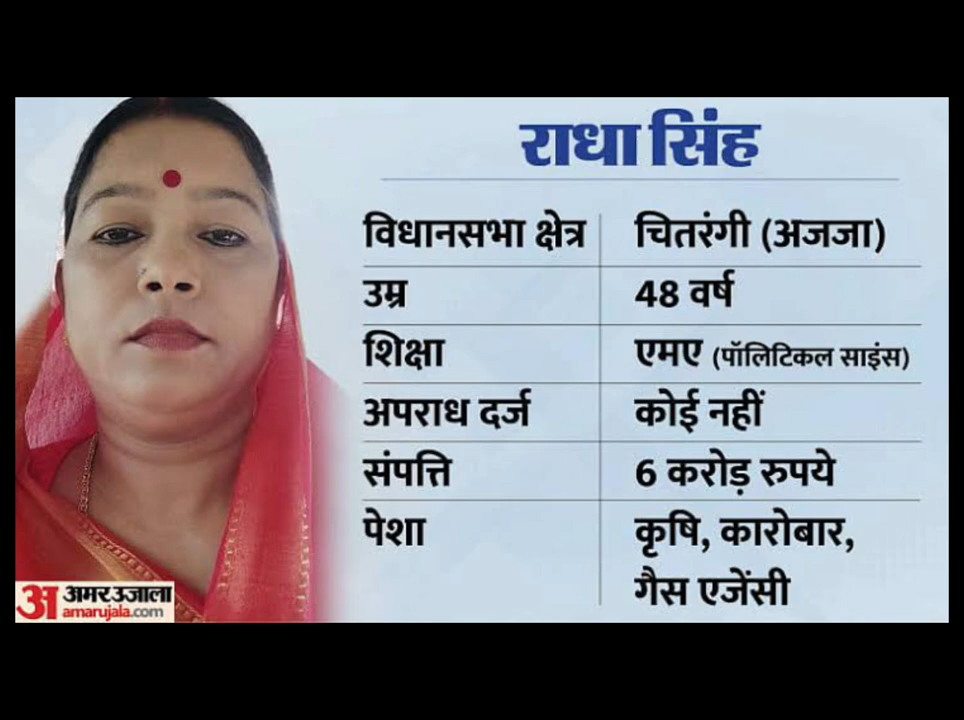 राधा सिंह
विधानसभा क्षेत्र चितरंगी (अजजा)
उम्र 48 वर्ष
शिक्षा एमए (पॉलिटिकल साइंस)
अपराध दर्ज कोई नहीं
संपत्ति 6 करोड़ रुपये
पेशा कृषि, कारोबार,
गैस एजेंसी
अ अमर उजाला
amarujala.com